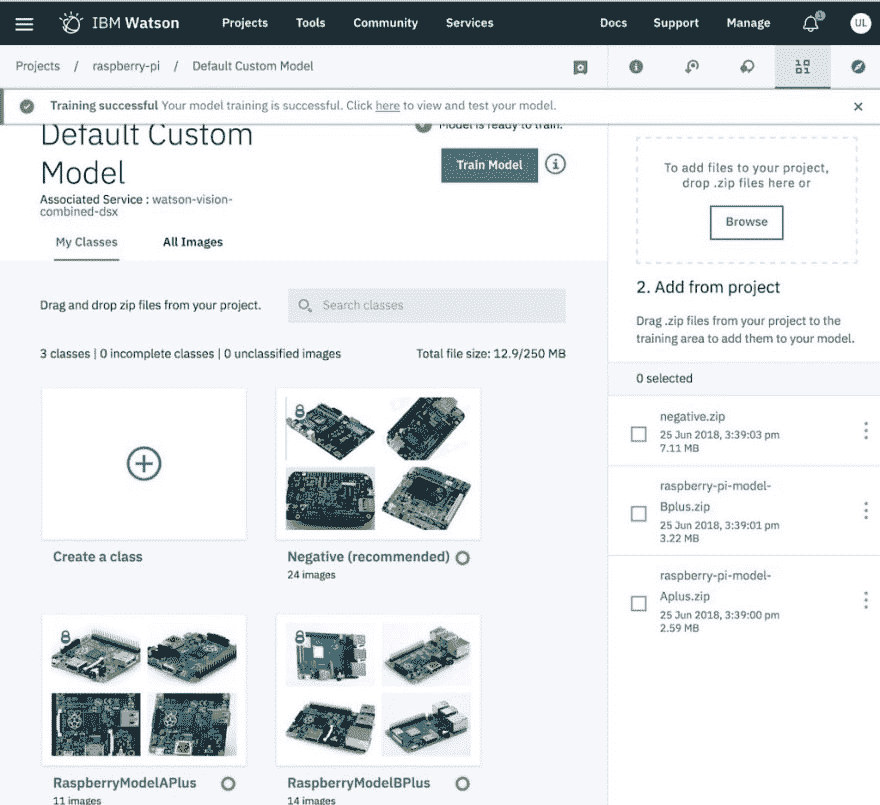 IBM Watson
Projects
Tools
Community
Services
Docs
Support
Manage
1
UL
Projects / raspberry-pi / Default Custom Model
Training successful Your model training is successful. Click here to view and test your model.
Default Custom
Model
Associated Service : watson-vision-
combined-dsx
Model is ready to train.
Train Model
My Classes
All Images
Drag and drop zip files from your project.
Search classes
3 classes | 0 incomplete classes | 0 unclassified images
Total file size: 12.9/250 MB
Create a class
Negative (recommended)
24 images
RaspberryModelAPlus
11 images
RaspberryModelBPlus
14 images
To add files to your project,
drop .zip files here or
Browse
2. Add from project
Drag .zip files from your project to the
training area to add them to your model.
0 selected
negative.zip
25 Jun 2018, 3:39:03 pm
7.11 MB
raspberry-pi-model-
Bplus.zip
25 Jun 2018, 3:39:01 pm
3.22 MB
raspberry-pi-model-
Aplus.zip
25 Jun 2018, 3:39:00 pm
2.59 MB